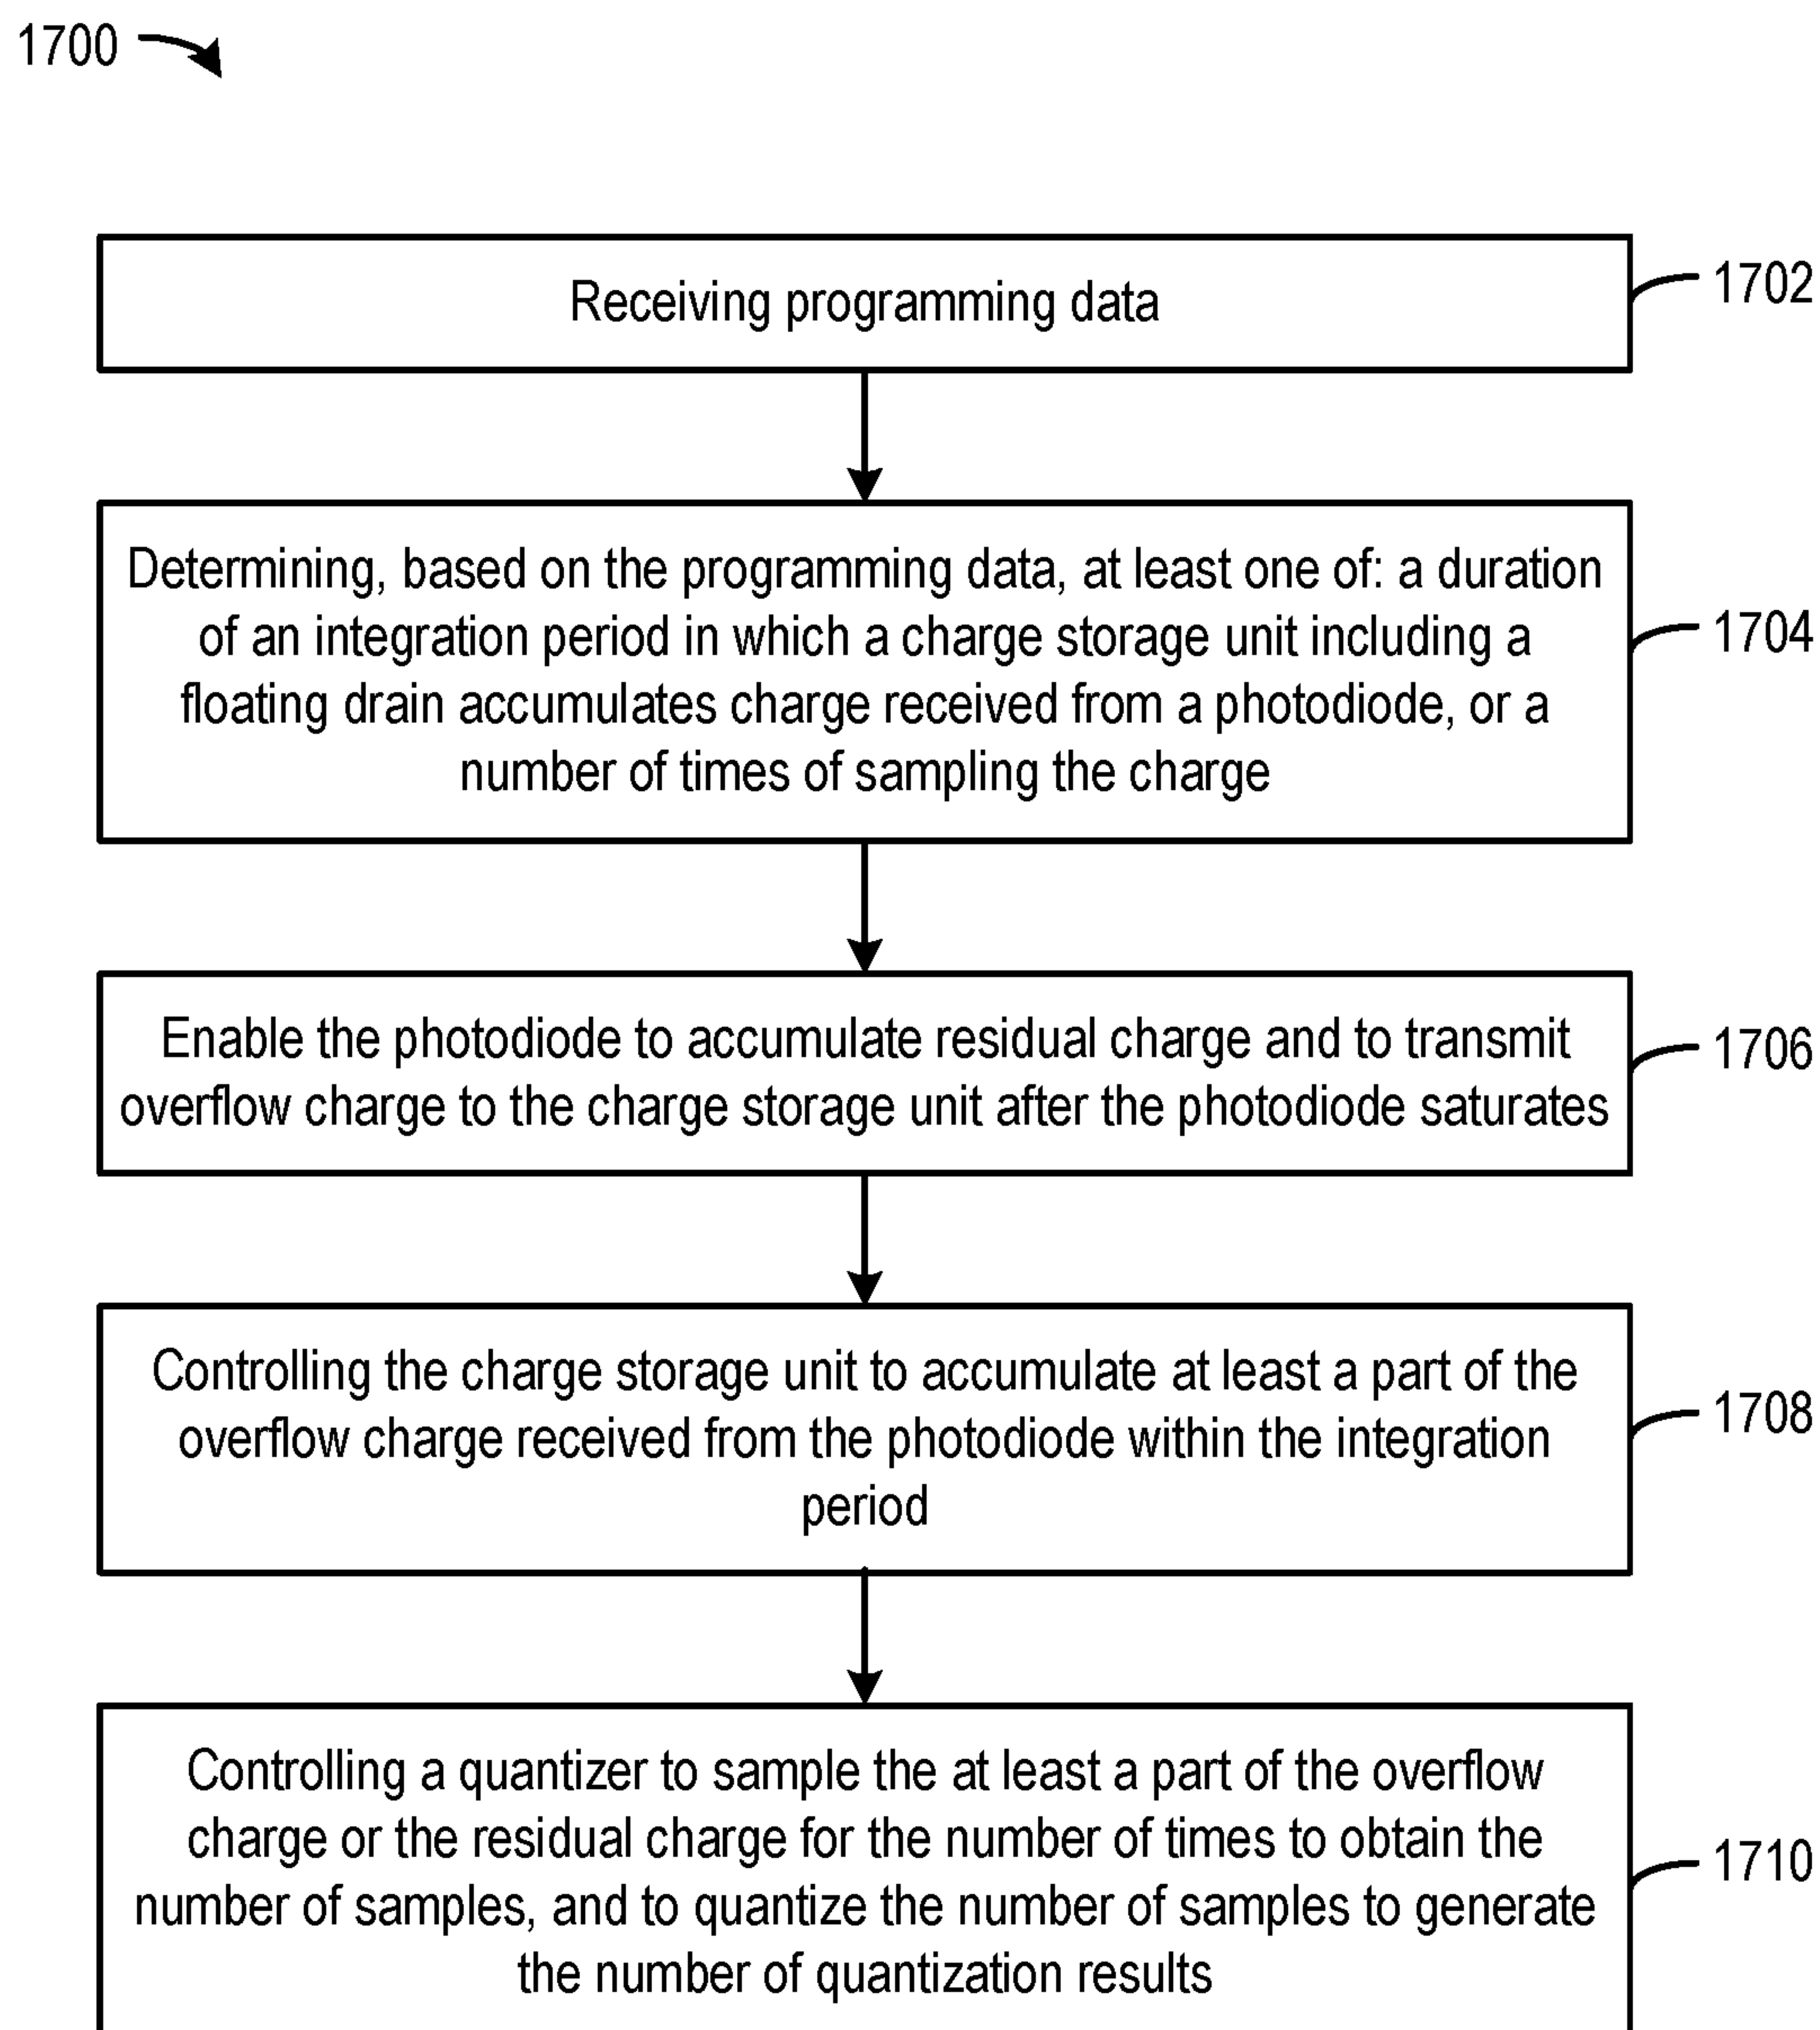 1700
Receiving programming data
1702
Determining, based on the programming data, at least one of: a duration
of an integration period in which a charge storage unit including a
floating drain accumulates charge received from a photodiode, or a
number of times of sampling the charge
1704
Enable the photodiode to accumulate residual charge and to transmit
overflow charge to the charge storage unit after the photodiode saturates
1706
Controlling the charge storage unit to accumulate at least a part of the
overflow charge received from the photodiode within the integration
period
1708
Controlling a quantizer to sample the at least a part of the overflow
charge or the residual charge for the number of times to obtain the
number of samples, and to quantize the number of samples to generate
the number of quantization results
1710